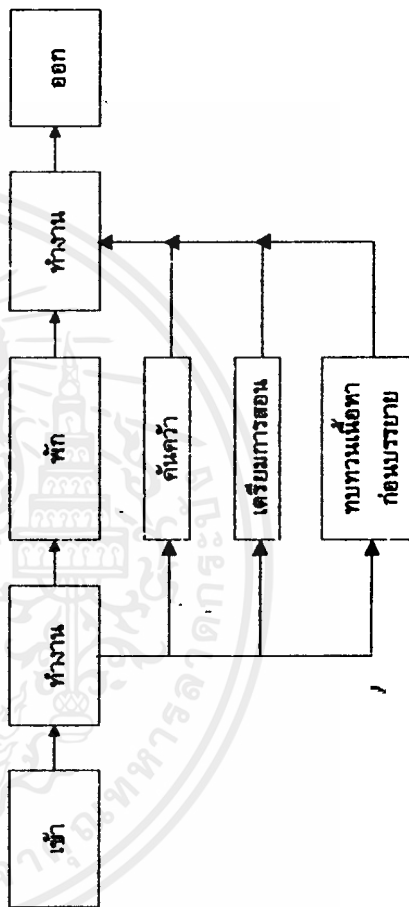 เข้า
ทำงาน
พัก
ทำงาน
ออก
ค้นคว้า
เตรียมการสอน
ทบทวนเนื้อหา
ก่อนบรรยาย